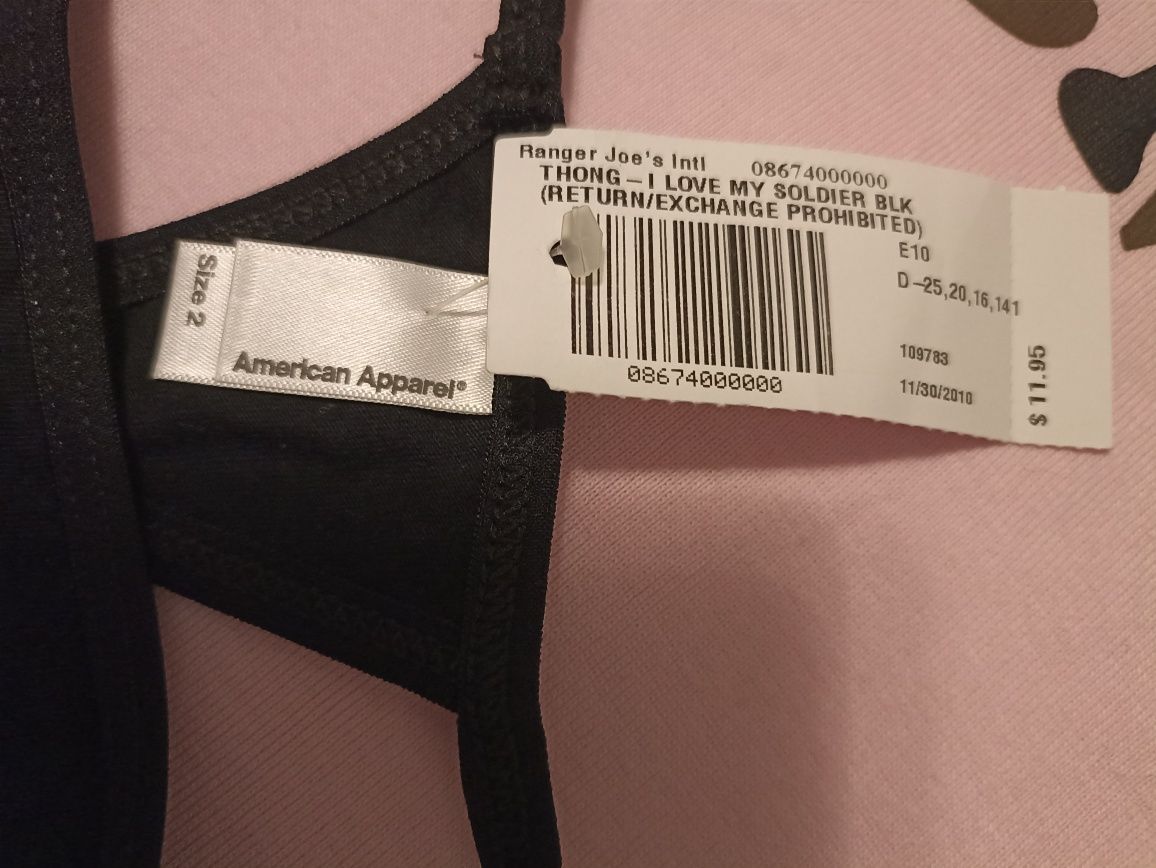 Ranger Joe's Intl 08674000000
THONG—I LOVE MY SOLDIER BLK
(RETURN/EXCHANGE PROHIBITED)
E10
D-25,20,16,141
109783
11/30/2010
08674000000
$11.95
Size 2
American Apparel®